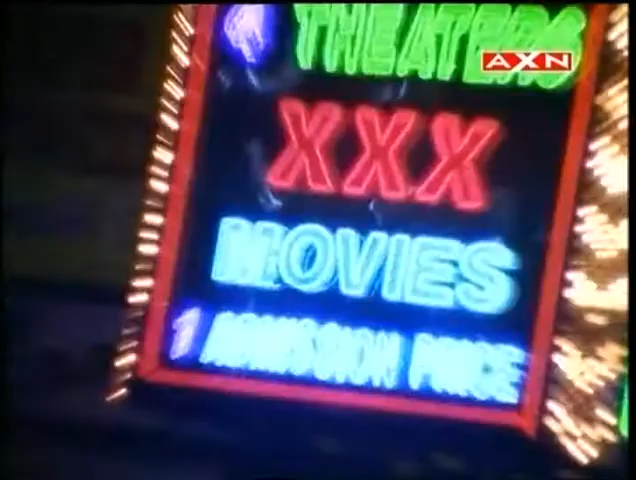 THEATERS
AXN
XXX
MOVIES
1 ADMISSION PRICE